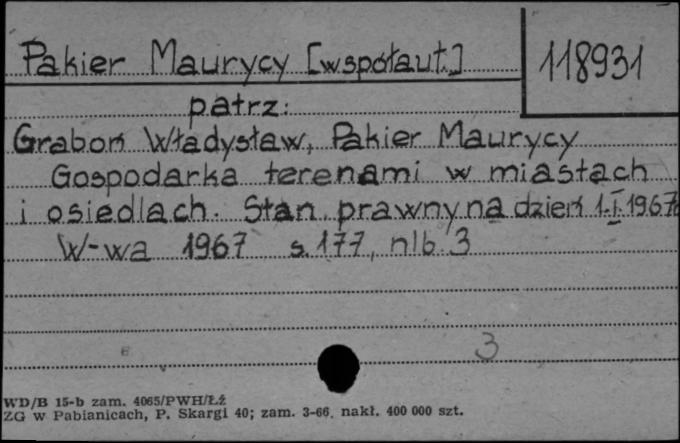 Pakier Maurycy [współaut.]
118931
patrz:
Graboń Władysław, Pakier Maurycy
Gospodarka terenami w miastach
i osiedlach. Stan prawny na dzień 1.I.1967
W-wa 1967 s. 177, nlb. 3
3
WD/B 15-b zam. 4065/PWH/Łź
ZG w Pabianicach, P. Skargi 40; zam. 3-66, nakł. 400 000 szt.